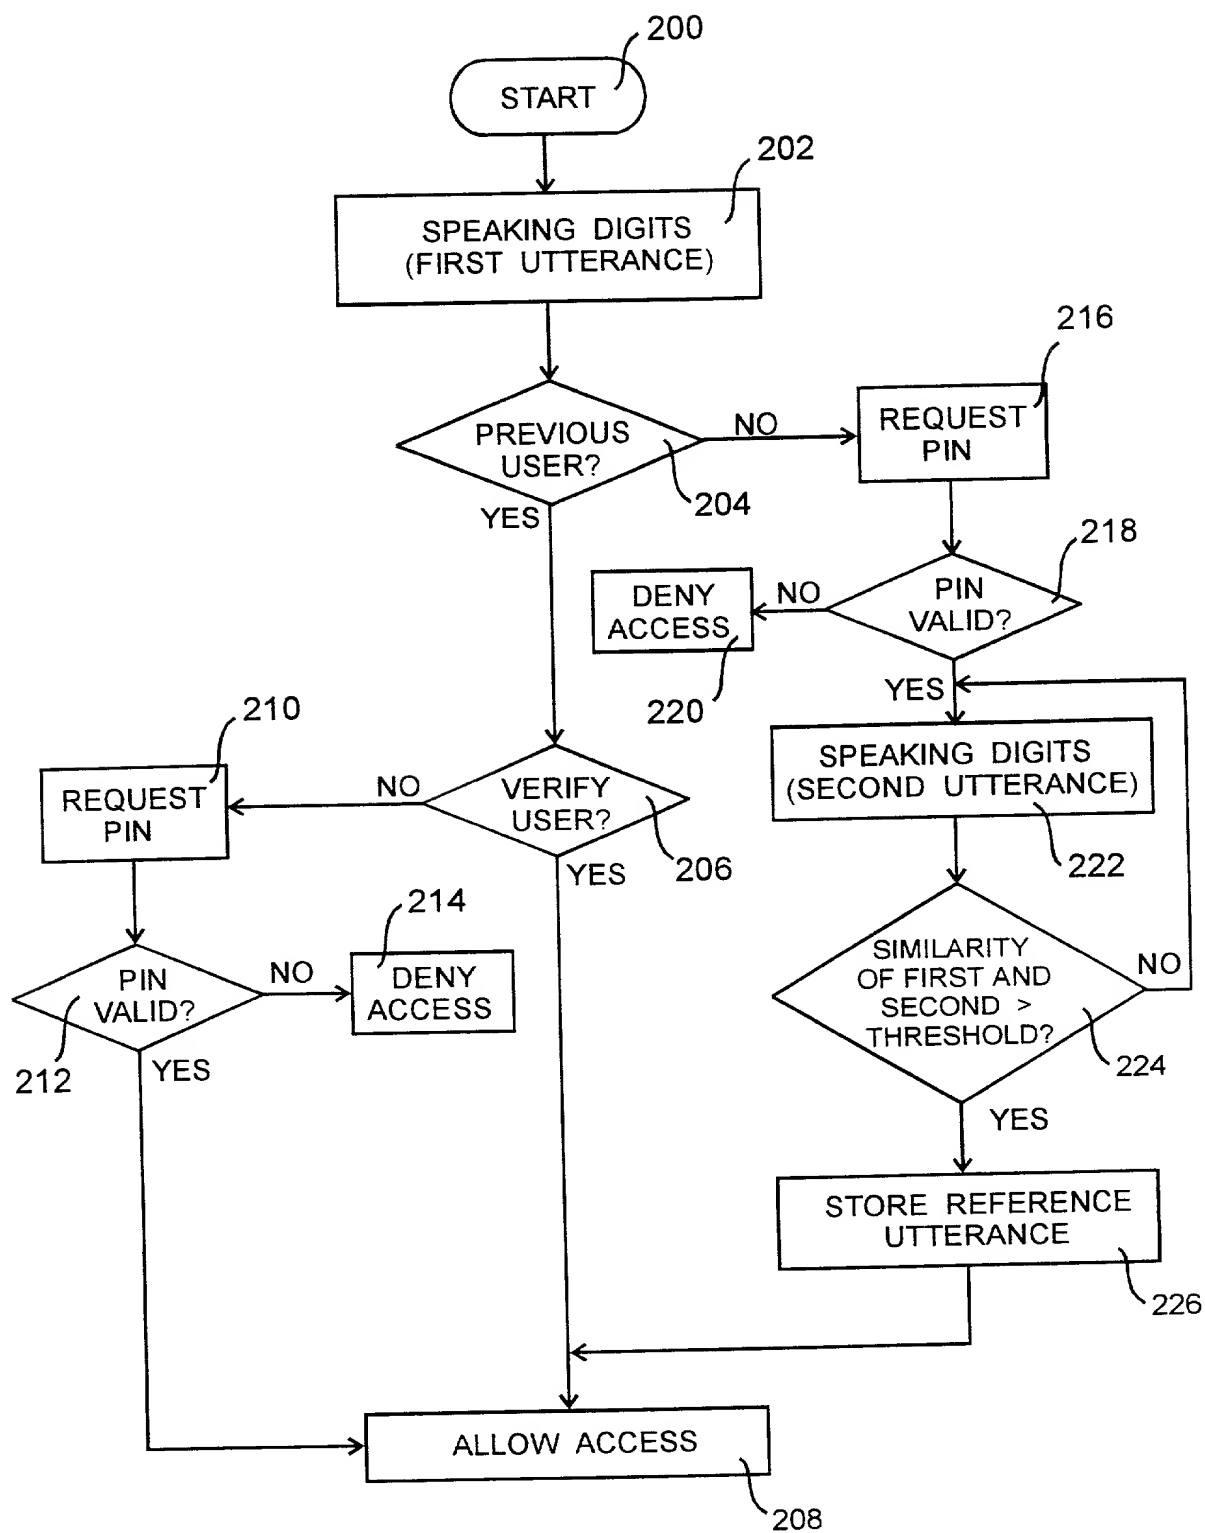 200
START
202
SPEAKING DIGITS
(FIRST UTTERANCE)
216
REQUEST
PIN
PREVIOUS
USER?
NO
204
YES
218
PIN
VALID?
NO
DENY
ACCESS
220
YES
210
REQUEST
PIN
NO
VERIFY
USER?
206
YES
SPEAKING DIGITS
(SECOND UTTERANCE)
222
214
DENY
ACCESS
NO
PIN
VALID?
212
YES
SIMILARITY
OF FIRST AND
SECOND >
THRESHOLD?
NO
224
YES
STORE REFERENCE
UTTERANCE
226
ALLOW ACCESS
208